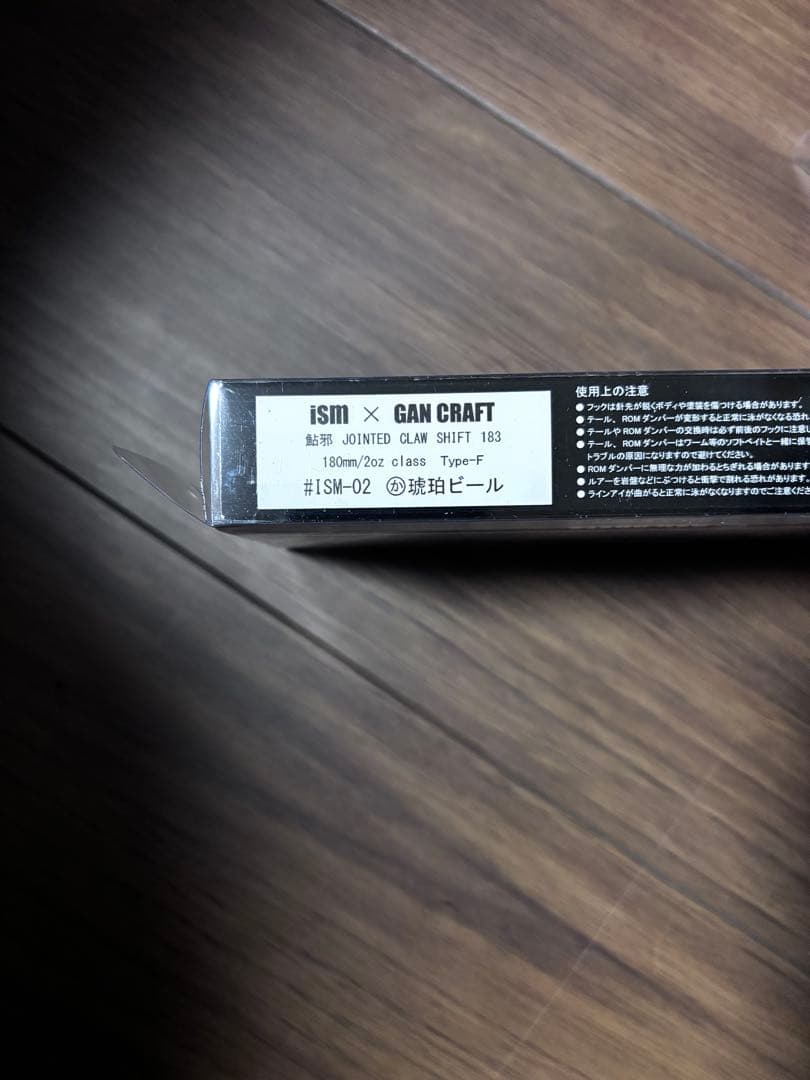 ism × GAN CRAFT
鮎邪 JOINTED CLAW SHIFT 183
180mm/2oz class Type-F
#ISM-02 ㋕琥珀ビール
使用上の注意
●フックは針先が鋭くボディや塗装を傷つける場合があります。
●テール、ROMダンパーが変形すると正常に泳がなくなる恐れ
●テールやROMダンパーの交換時は必ず前後のフックに注意し
●テール、ROMダンパーはワーム等のソフトベイトと一緒に保管
トラブルの原因になりますので避けてください。
●ROMダンパーに無理な力が加わるとちぎれる場合があります
●ルアーを岩盤などにぶつけると衝撃で割れる恐れがあります。
●ラインアイが曲がると正常に泳がなくなりますのでご注意くださ